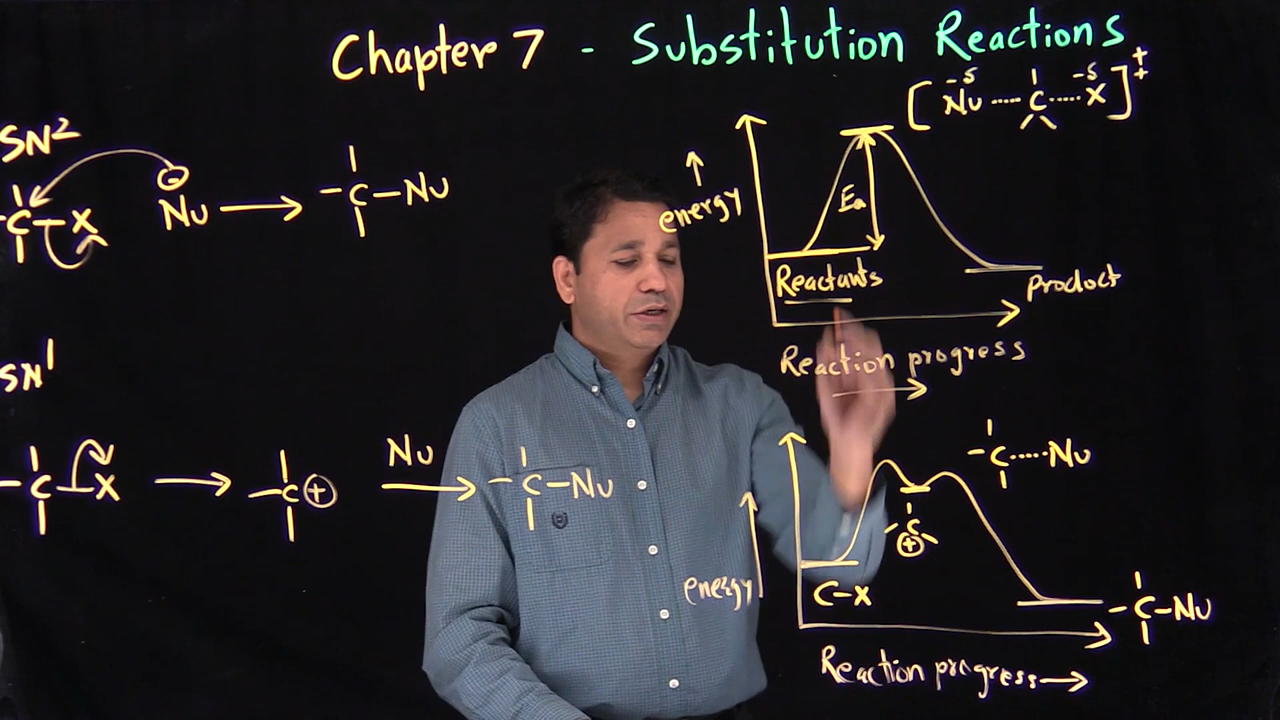 Chapter 7 - Substitution Reactions
SN2
C X
Nu
C-Nu
[Nu-----C-----X]
-δ
-δ
++
energy
Ea
Reactants
Product
Reaction progress
SN1
C-X
C+
Nu
C-Nu
energy
C-X
C+
C-----Nu
C-Nu
Reaction progress